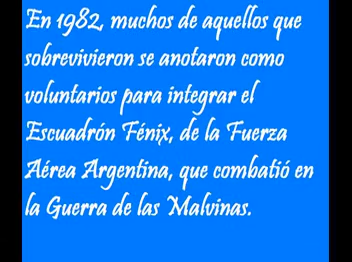 En 1982, muchos de aquellos que
sobrevivieron se anotaron como
voluntarios para integrar el
Escuadrón Fénix, de la Fuerza
Aérea Argentina, que combatió en
la Guerra de las Malvinas.